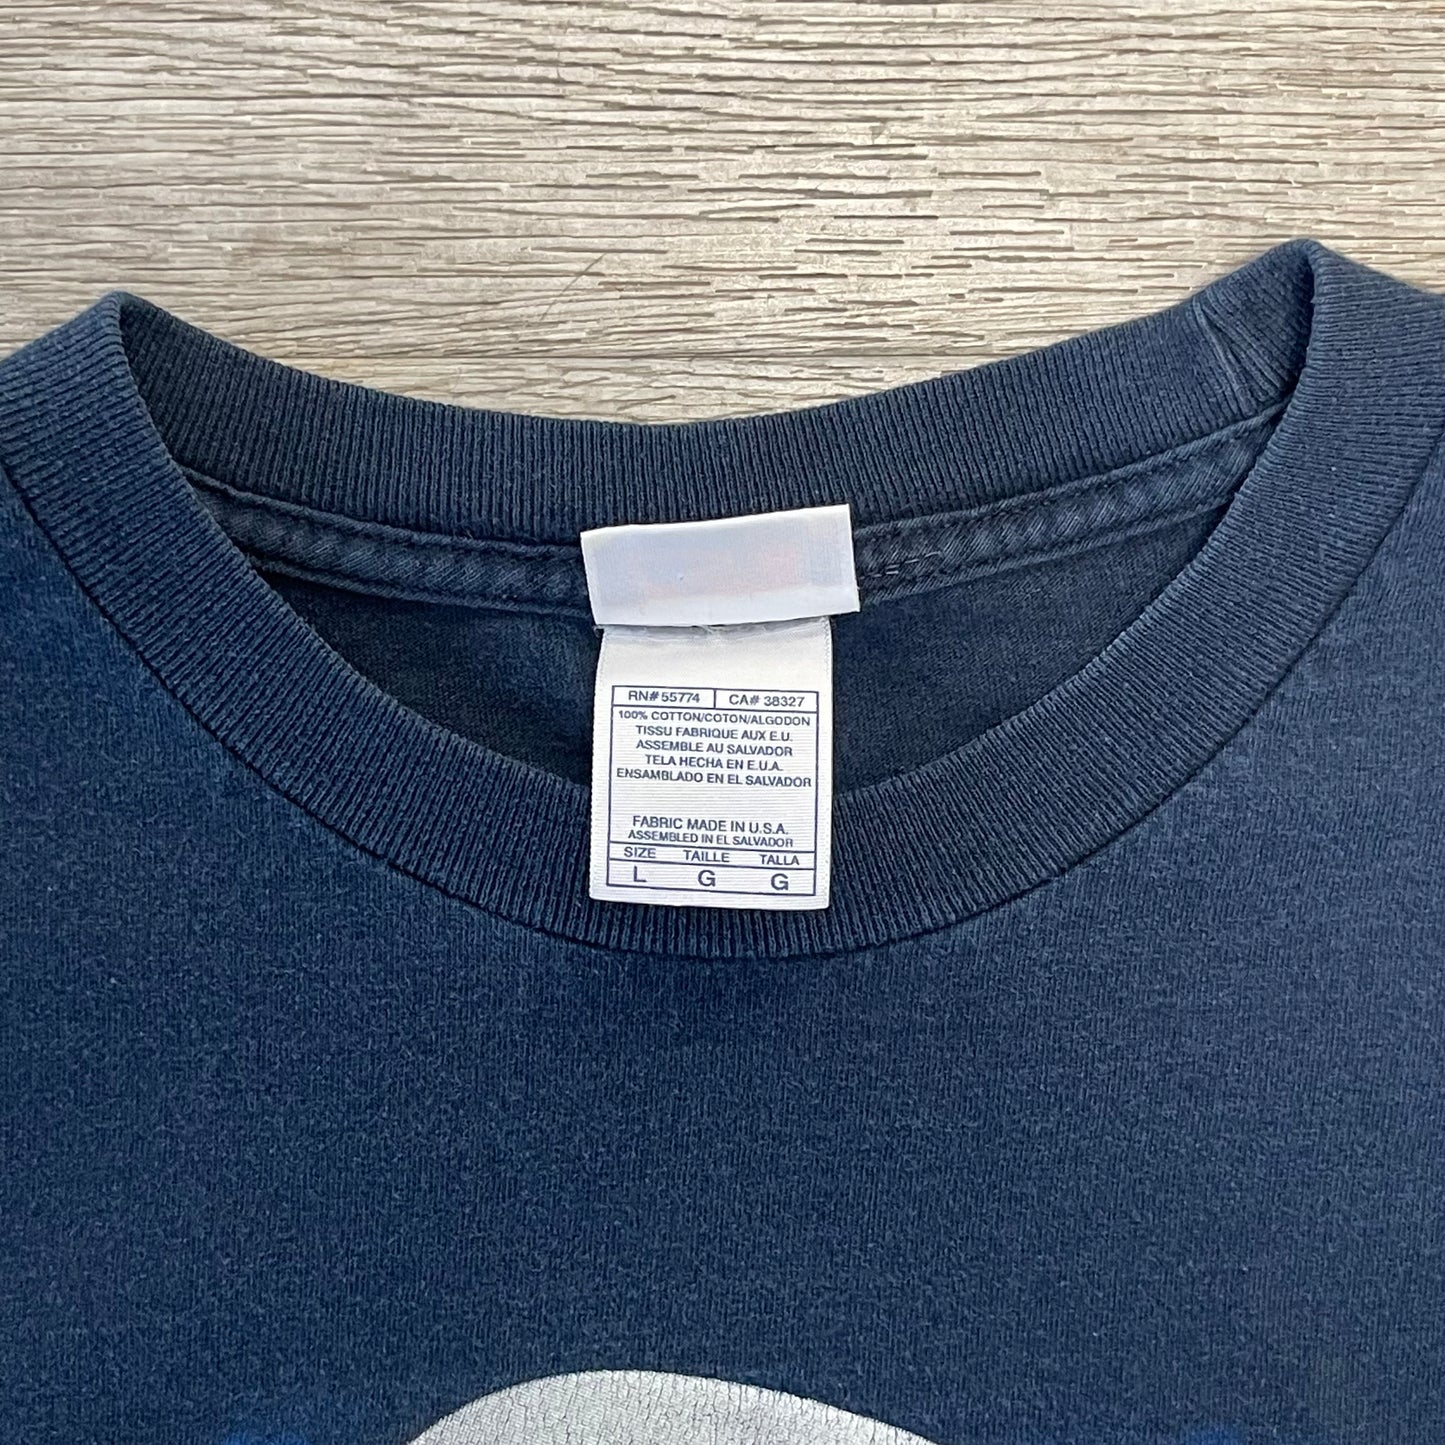 RN# 55774 CA# 38327
100% COTTON/COTON/ALGODON
TISSU FABRIQUE AUX E.U.
ASSEMBLE AU SALVADOR
TELA HECHA EN E.U.A.
ENSAMBLADO EN EL SALVADOR
FABRIC MADE IN U.S.A.
ASSEMBLED IN EL SALVADOR
SIZE TAILLE TALLA
L G G